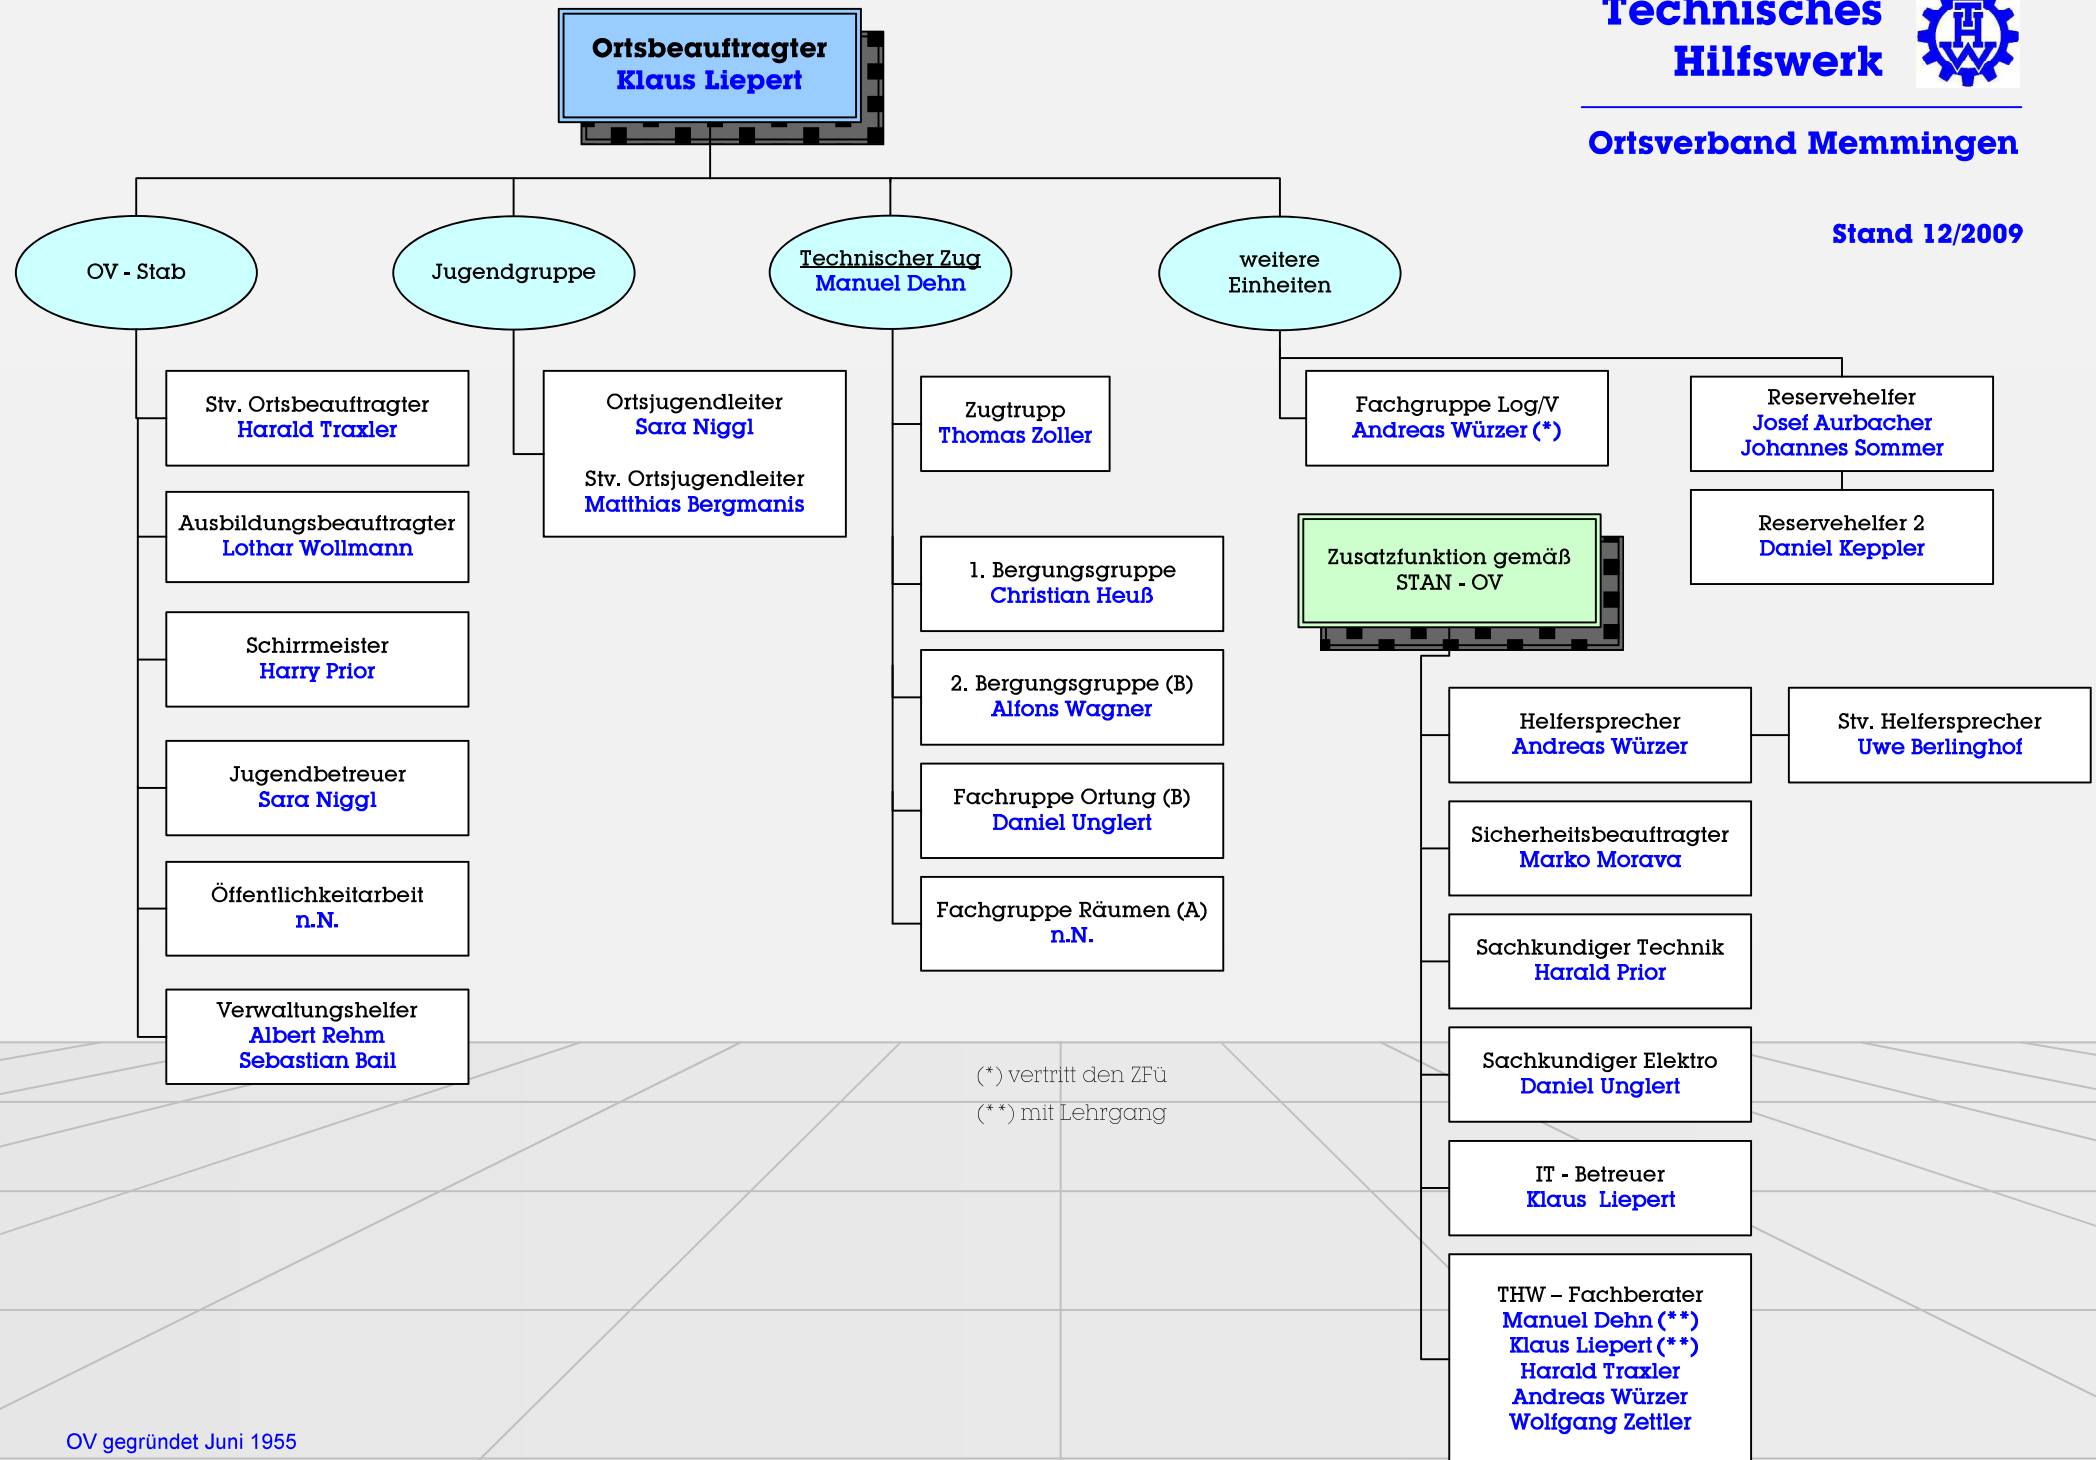 Technisches
Hilfswerk
THW
Ortsverband Memmingen
Stand 12/2009
Ortsbeauftragter
Klaus Liepert
OV - Stab
Jugendgruppe
Technischer Zug
Manuel Dehn
weitere
Einheiten
Stv. Ortsbeauftragter
Harald Traxler
Ausbildungsbeauftragter
Lothar Wollmann
Schirrmeister
Harry Prior
Jugendbetreuer
Sara Niggl
Öffentlichkeitarbeit
n.N.
Verwaltungshelfer
Albert Rehm
Sebastian Bail
Ortsjugendleiter
Sara Niggl
Stv. Ortsjugendleiter
Matthias Bergmanis
Zugtrupp
Thomas Zoller
1. Bergungsgruppe
Christian Heuß
2. Bergungsgruppe (B)
Alfons Wagner
Fachruppe Ortung (B)
Daniel Unglert
Fachgruppe Räumen (A)
n.N.
Fachgruppe Log/V
Andreas Würzer (*)
Reservehelfer
Josef Aurbacher
Johannes Sommer
Reservehelfer 2
Daniel Keppler
Zusatzfunktion gemäß
STAN - OV
Helfersprecher
Andreas Würzer
Stv. Helfersprecher
Uwe Berlinghof
Sicherheitsbeauftragter
Marko Morava
Sachkundiger Technik
Harald Prior
Sachkundiger Elektro
Daniel Unglert
IT - Betreuer
Klaus  Liepert
THW – Fachberater
Manuel Dehn (**)
Klaus Liepert (**)
Harald Traxler
Andreas Würzer
Wolfgang Zettler
(*) vertritt den ZFü
(**) mit Lehrgang
OV gegründet Juni 1955